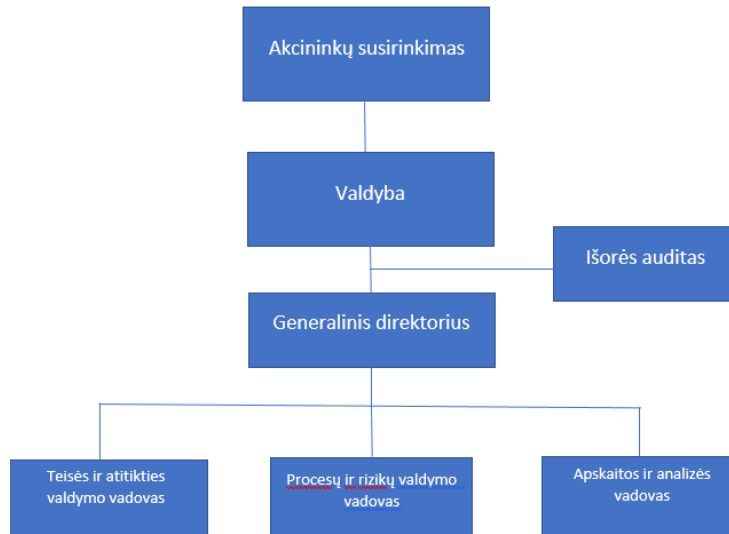 Akcininkų susirinkimas
Valdyba
Išorės auditas
Generalinis direktorius
Teisės ir atitikties
valdymo vadovas
Procesų ir rizikų valdymo
vadovas
Apskaitos ir analizės
vadovas